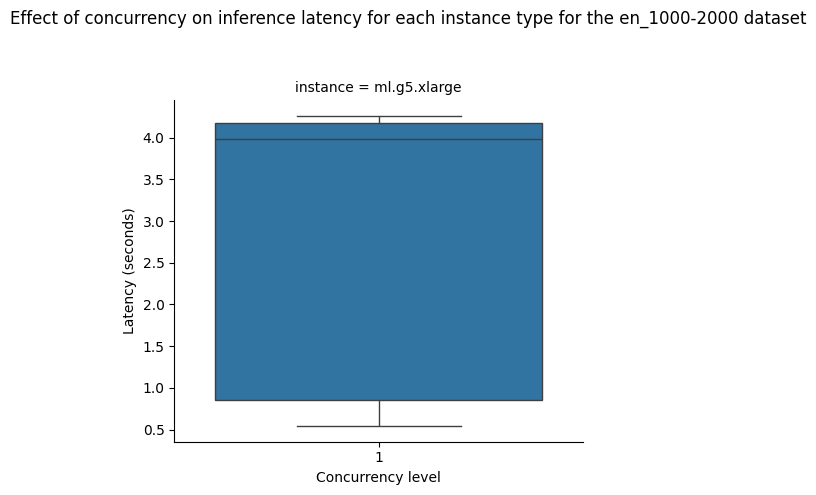 Effect of concurrency on inference latency for each instance type for the en_1000-2000 dataset
instance = ml.g5.xlarge
4.0
3.5
3.0
2.5
2.0
1.5
1.0
0.5
Latency (seconds)
1
Concurrency level